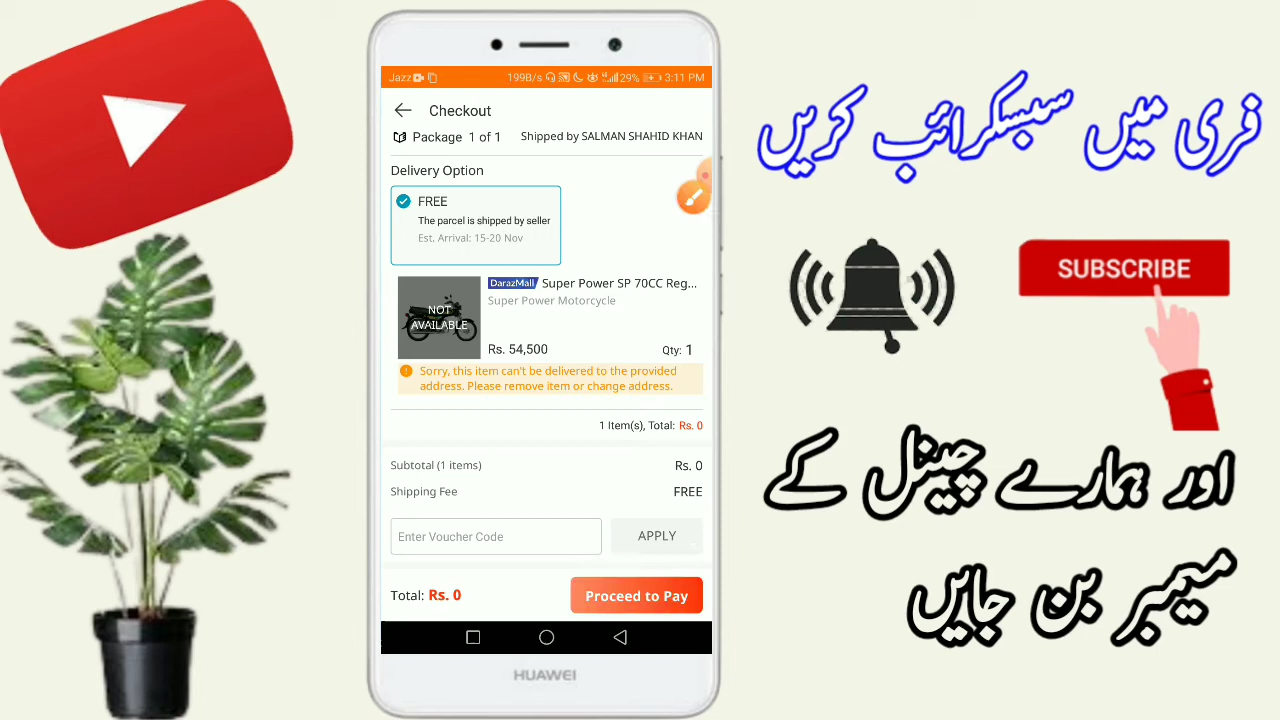 Jazz 199B/s 29% 3:11 PM
Checkout
Package 1 of 1 Shipped by SALMAN SHAHID KHAN
Delivery Option
FREE
The parcel is shipped by seller
Est. Arrival: 15-20 Nov
NOT AVAILABLE
DarazMall Super Power SP 70CC Reg...
Super Power Motorcycle
Rs. 54,500 Qty: 1
Sorry, this item can't be delivered to the provided
address. Please remove item or change address.
1 Item(s), Total: Rs. 0
Subtotal (1 items) Rs. 0
Shipping Fee FREE
Enter Voucher Code APPLY
Total: Rs. 0 Proceed to Pay
HUAWEI
فری میں سبسکرائب کریں
SUBSCRIBE
اور ہمارے چینل کے
میمبر بن جایں